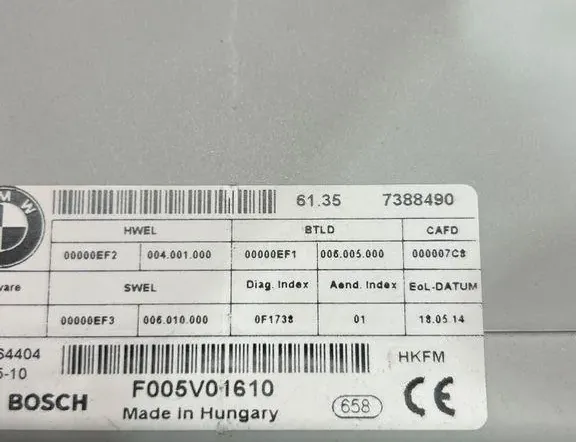 M W
61.35 7388490
HWEL BTLD CAFD
00000EF2 004.001.000 00000EF1 006.005.000 000007C8
ware SWEL Diag. Index Aend. Index EoL-DATUM
00000EF3 006.010.000 0F1738 01 18.05.14
64404 HKFM
5-10 F005V01610
BOSCH Made in Hungary 658 CE